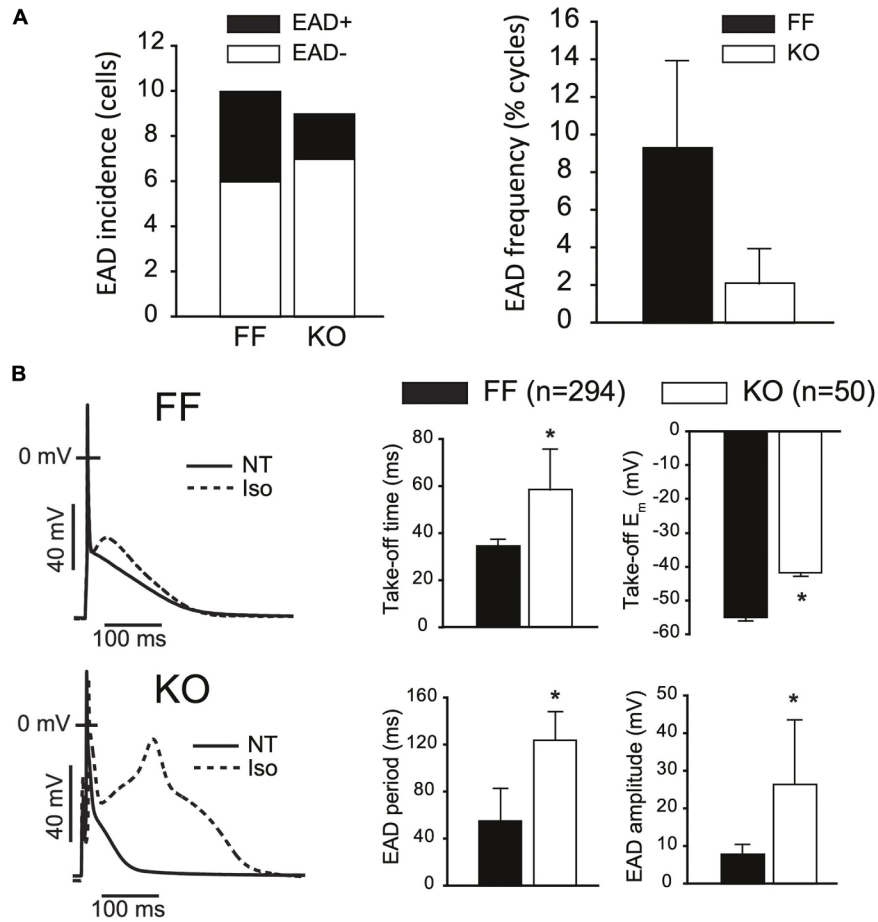 A
EAD incidence (cells)
12
10
8
6
4
2
0
EAD+
EAD-
FF
KO
EAD frequency (% cycles)
16
14
12
10
8
6
4
2
0
FF
KO
B
FF
0 mV
40 mV
NT
Iso
100 ms
KO
0 mV
40 mV
NT
Iso
100 ms
FF (n=294)
KO (n=50)
Take-off time (ms)
80
60
40
20
0
*
Take-off Em (mV)
0
-10
-20
-30
-40
-50
-60
*
EAD period (ms)
160
120
80
40
0
*
EAD amplitude (mV)
50
40
30
20
10
0
*